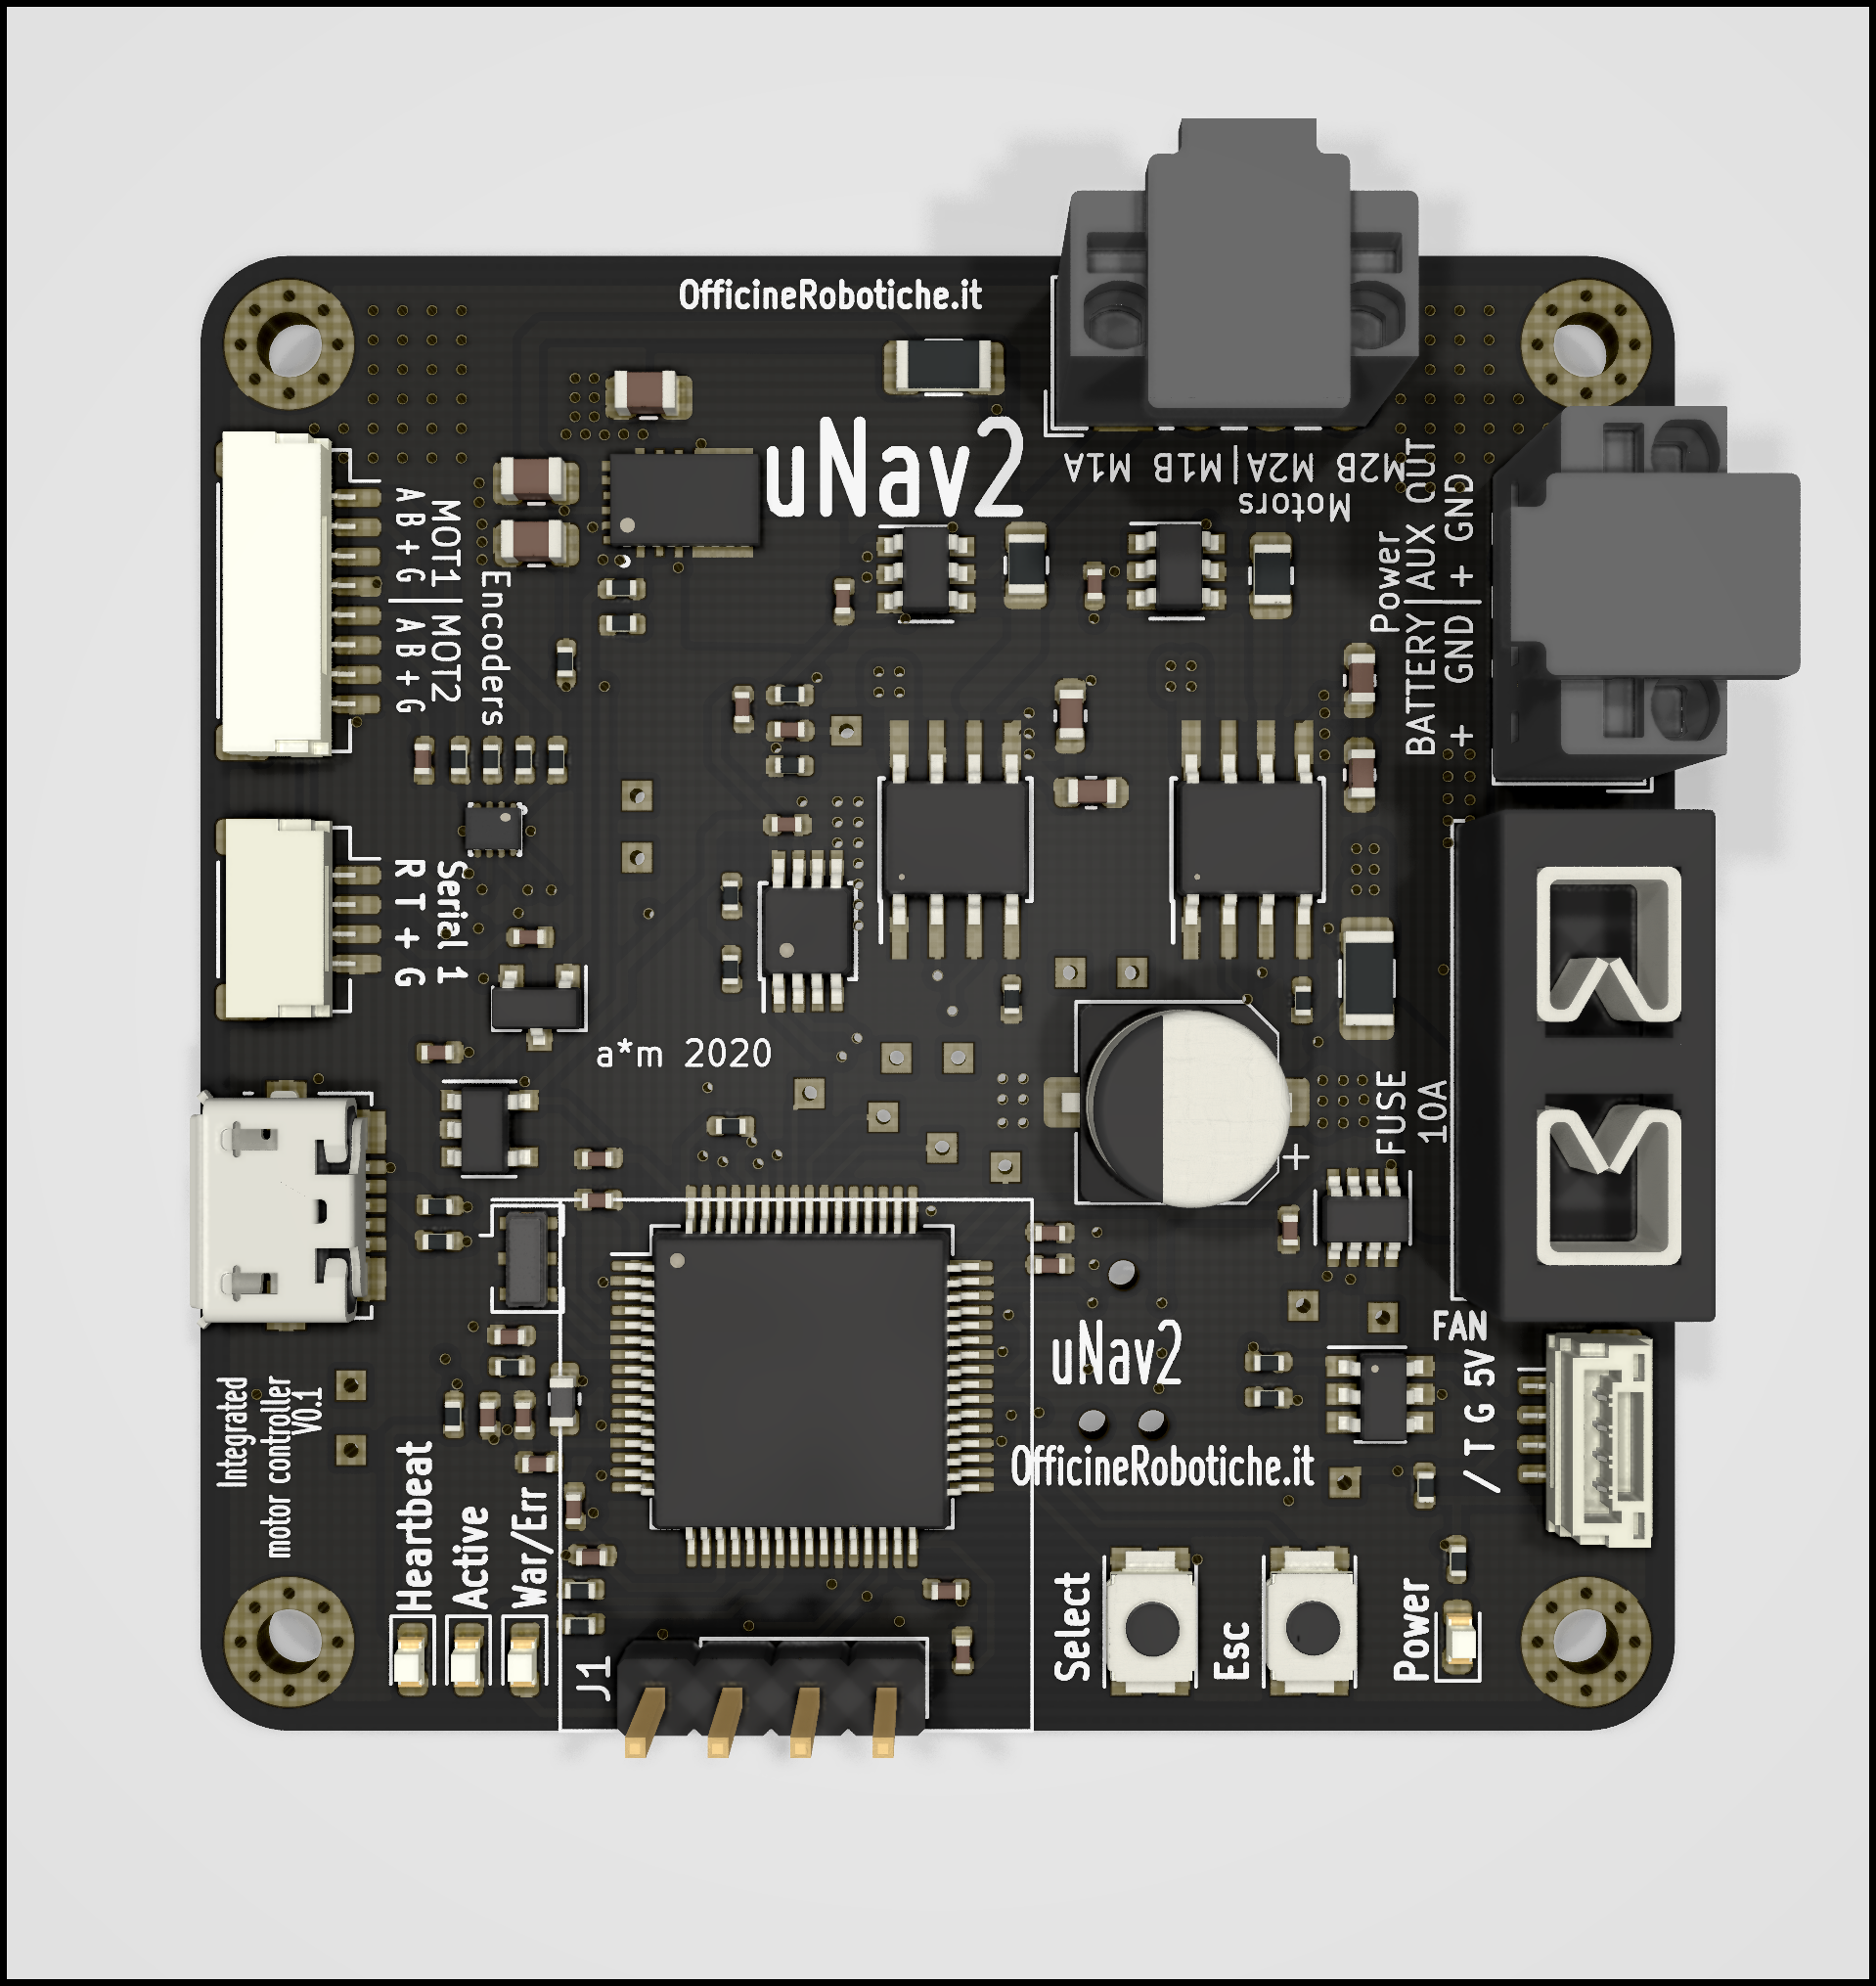 OfficineRobotiche.it
uNav2
M1A M1B|M2A M2B
Motors
Power
BATTERY|AUX OUT
+ GND|+ GND
MOT1|MOT2
A B + G | A B + G
Encoders
Serial 1
R T + G
a*m 2020
FUSE
10A
+
FAN
/ T G 5V
uNav2
OfficineRobotiche.it
Integrated
motor controller
V0.1
Heartbeat
Active
War/Err
J1
Select
Esc
Power